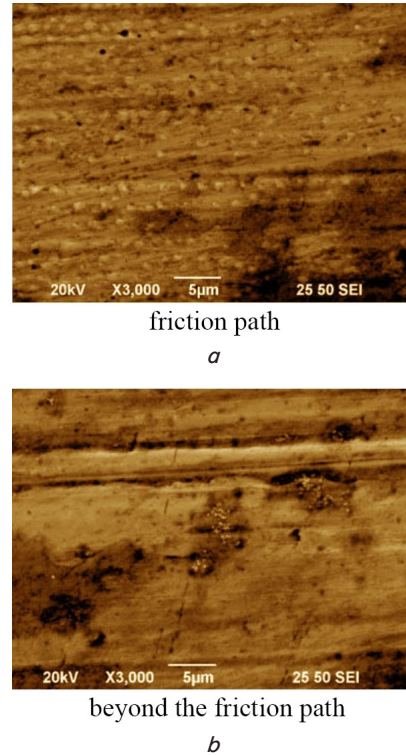 20kV X3,000 5µm 25 50 SEI
friction path
a
20kV X3,000 5µm 25 50 SEI
beyond the friction path
b